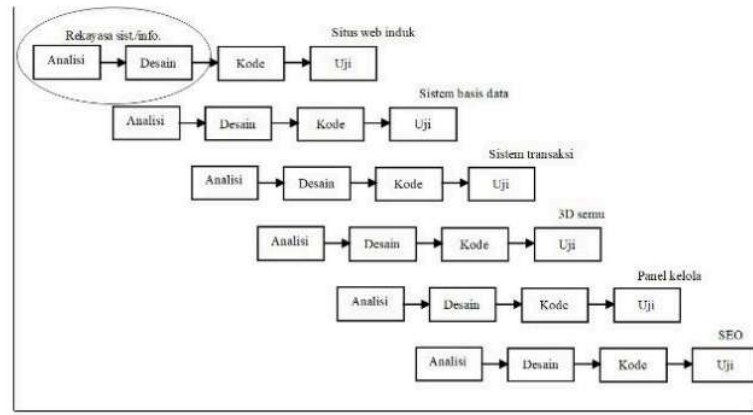 Rekayasa sist./info.
Situs web induk
Analisi Desain Kode Uji
Sistem basis data
Analisi Desain Kode Uji
Sistem transaksi
Analisi Desain Kode Uji
3D semu
Analisi Desain Kode Uji
Panel kelola
Analisi Desain Kode Uji
SEO
Analisi Desain Kode Uji